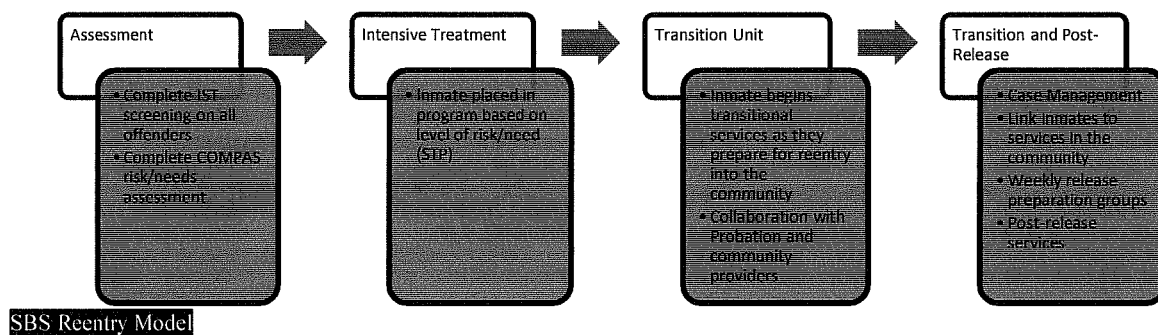 Assessment
• Complete IST
screening on all
offenders
• Complete COMPAS
risk/needs
assessment
Intensive Treatment
• Inmate placed in
program based on
level of risk/need
(STP)
Transition Unit
• Inmate begins
transitional
services as they
prepare for reentry
into the
community
• Collaboration with
Probation and
community
providers
Transition and Post-
Release
• Case Management
• Link inmates to
services in the
community
• Weekly release
preparation groups
• Post-release
services
SBS Reentry Model